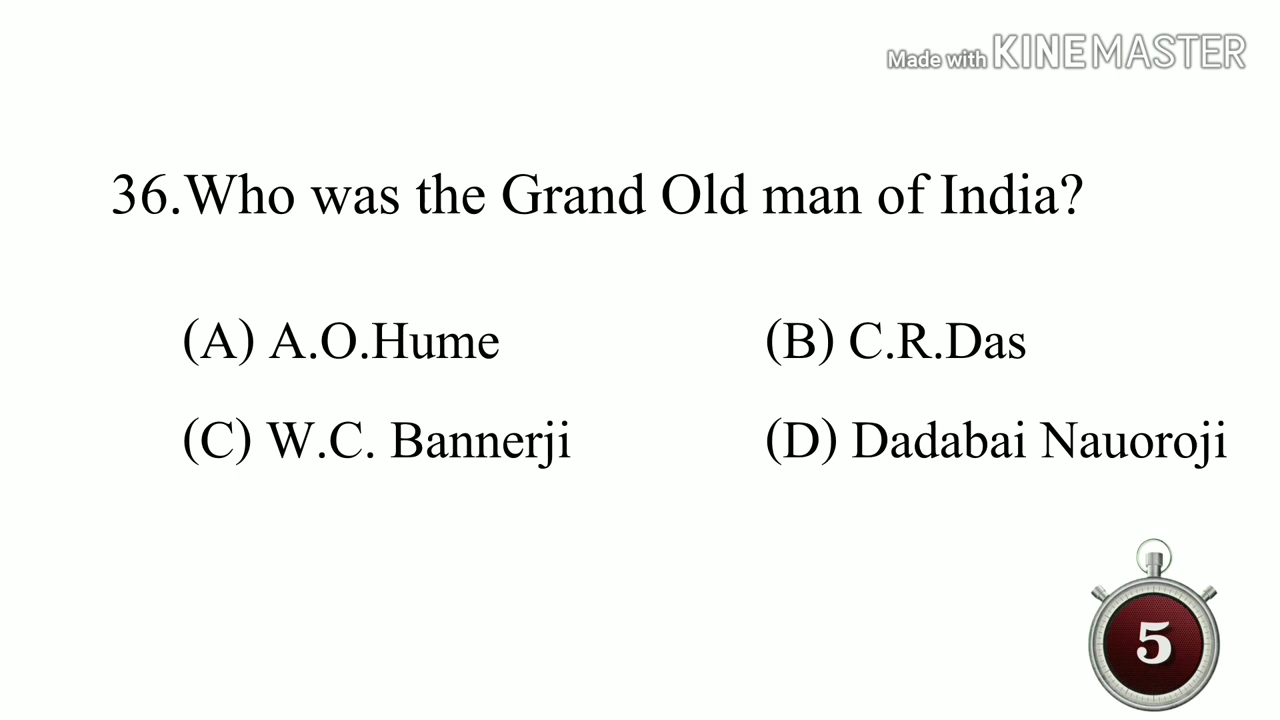 Made with KINEMASTER
36.Who was the Grand Old man of India?
(A) A.O.Hume (B) C.R.Das
(C) W.C. Bannerji (D) Dadabai Nauoroji
5